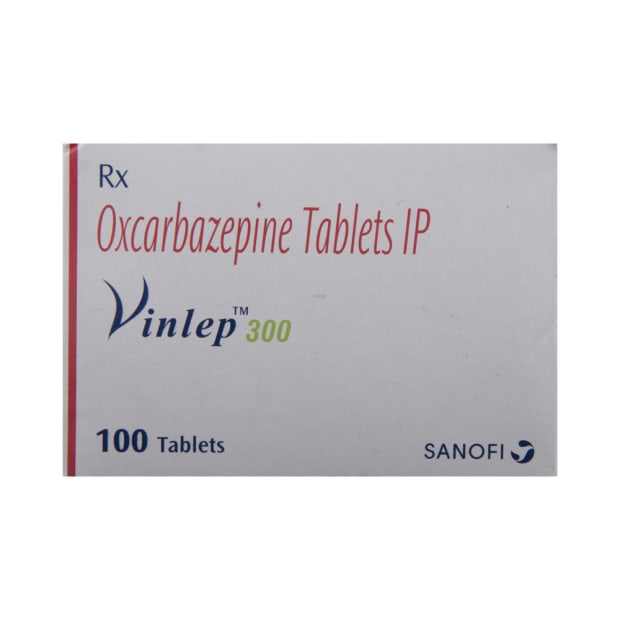 Rx
Oxcarbazepine Tablets IP
Vinlep™ 300
100 Tablets
SANOFI